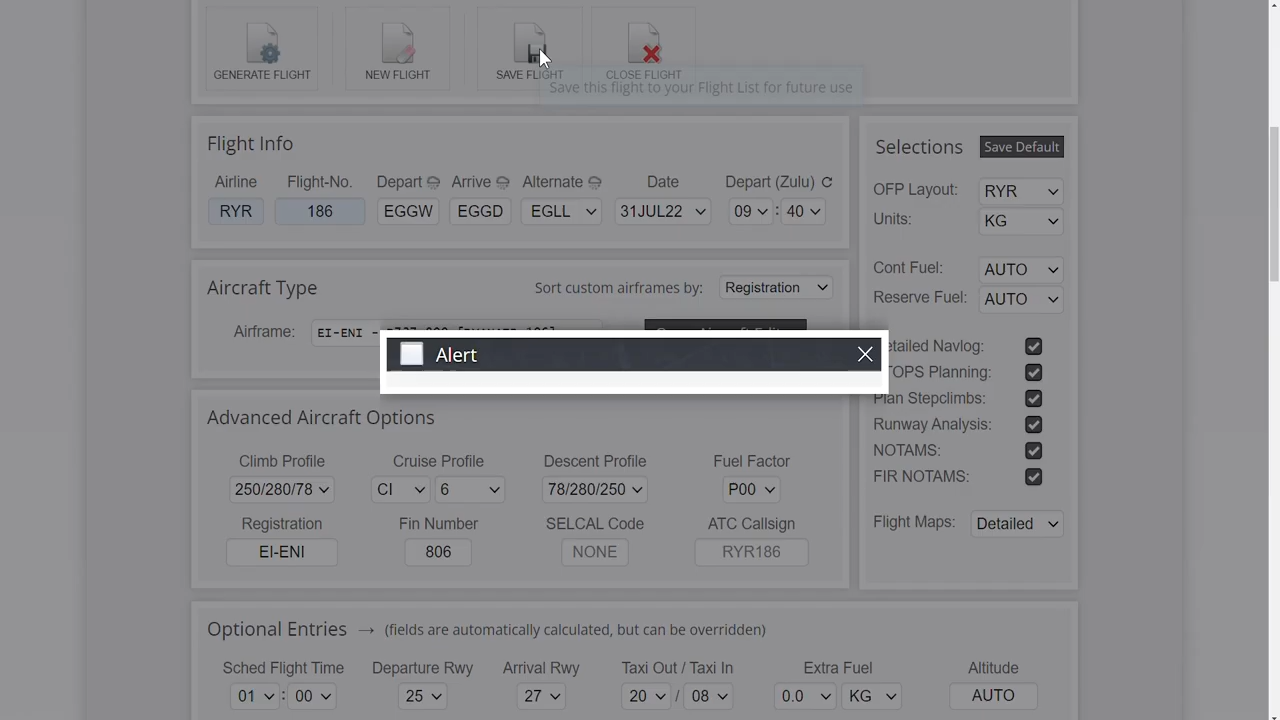 GENERATE FLIGHT NEW FLIGHT SAVE FLIGHT CLOSE FLIGHT
Save this flight to your Flight List for future use
Flight Info
Airline Flight-No. Depart Arrive Alternate Date Depart (Zulu)
RYR 186 EGGW EGGD EGLL 31JUL22 09 : 40
Aircraft Type Sort custom airframes by: Registration
Airframe: EI-ENI -
Alert
Advanced Aircraft Options
Climb Profile Cruise Profile Descent Profile Fuel Factor
250/280/78 CI 6 78/280/250 P00
Registration Fin Number SELCAL Code ATC Callsign
EI-ENI 806 NONE RYR186
Selections Save Default
OFP Layout: RYR
Units: KG
Cont Fuel: AUTO
Reserve Fuel: AUTO
etailed Navlog:
TOPS Planning:
Plan Stepclimbs:
Runway Analysis:
NOTAMS:
FIR NOTAMS:
Flight Maps: Detailed
Optional Entries → (fields are automatically calculated, but can be overridden)
Sched Flight Time Departure Rwy Arrival Rwy Taxi Out / Taxi In Extra Fuel Altitude
01 : 00 25 27 20 / 08 0.0 KG AUTO